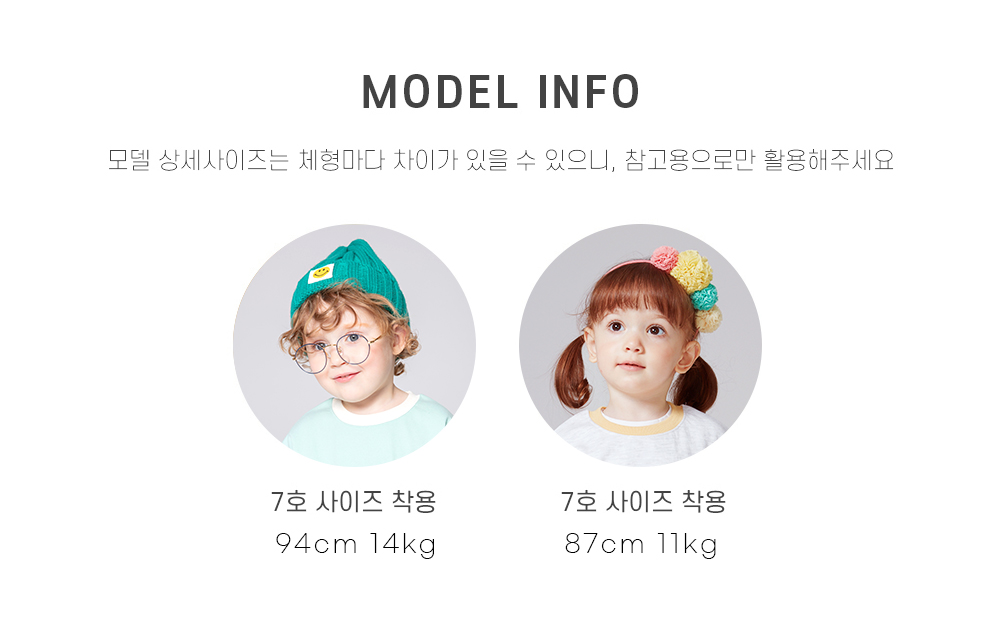 MODEL INFO
모델 상세사이즈는 체형마다 차이가 있을 수 있으니, 참고용으로만 활용해주세요
7호 사이즈 착용
94cm 14kg
7호 사이즈 착용
87cm 11kg